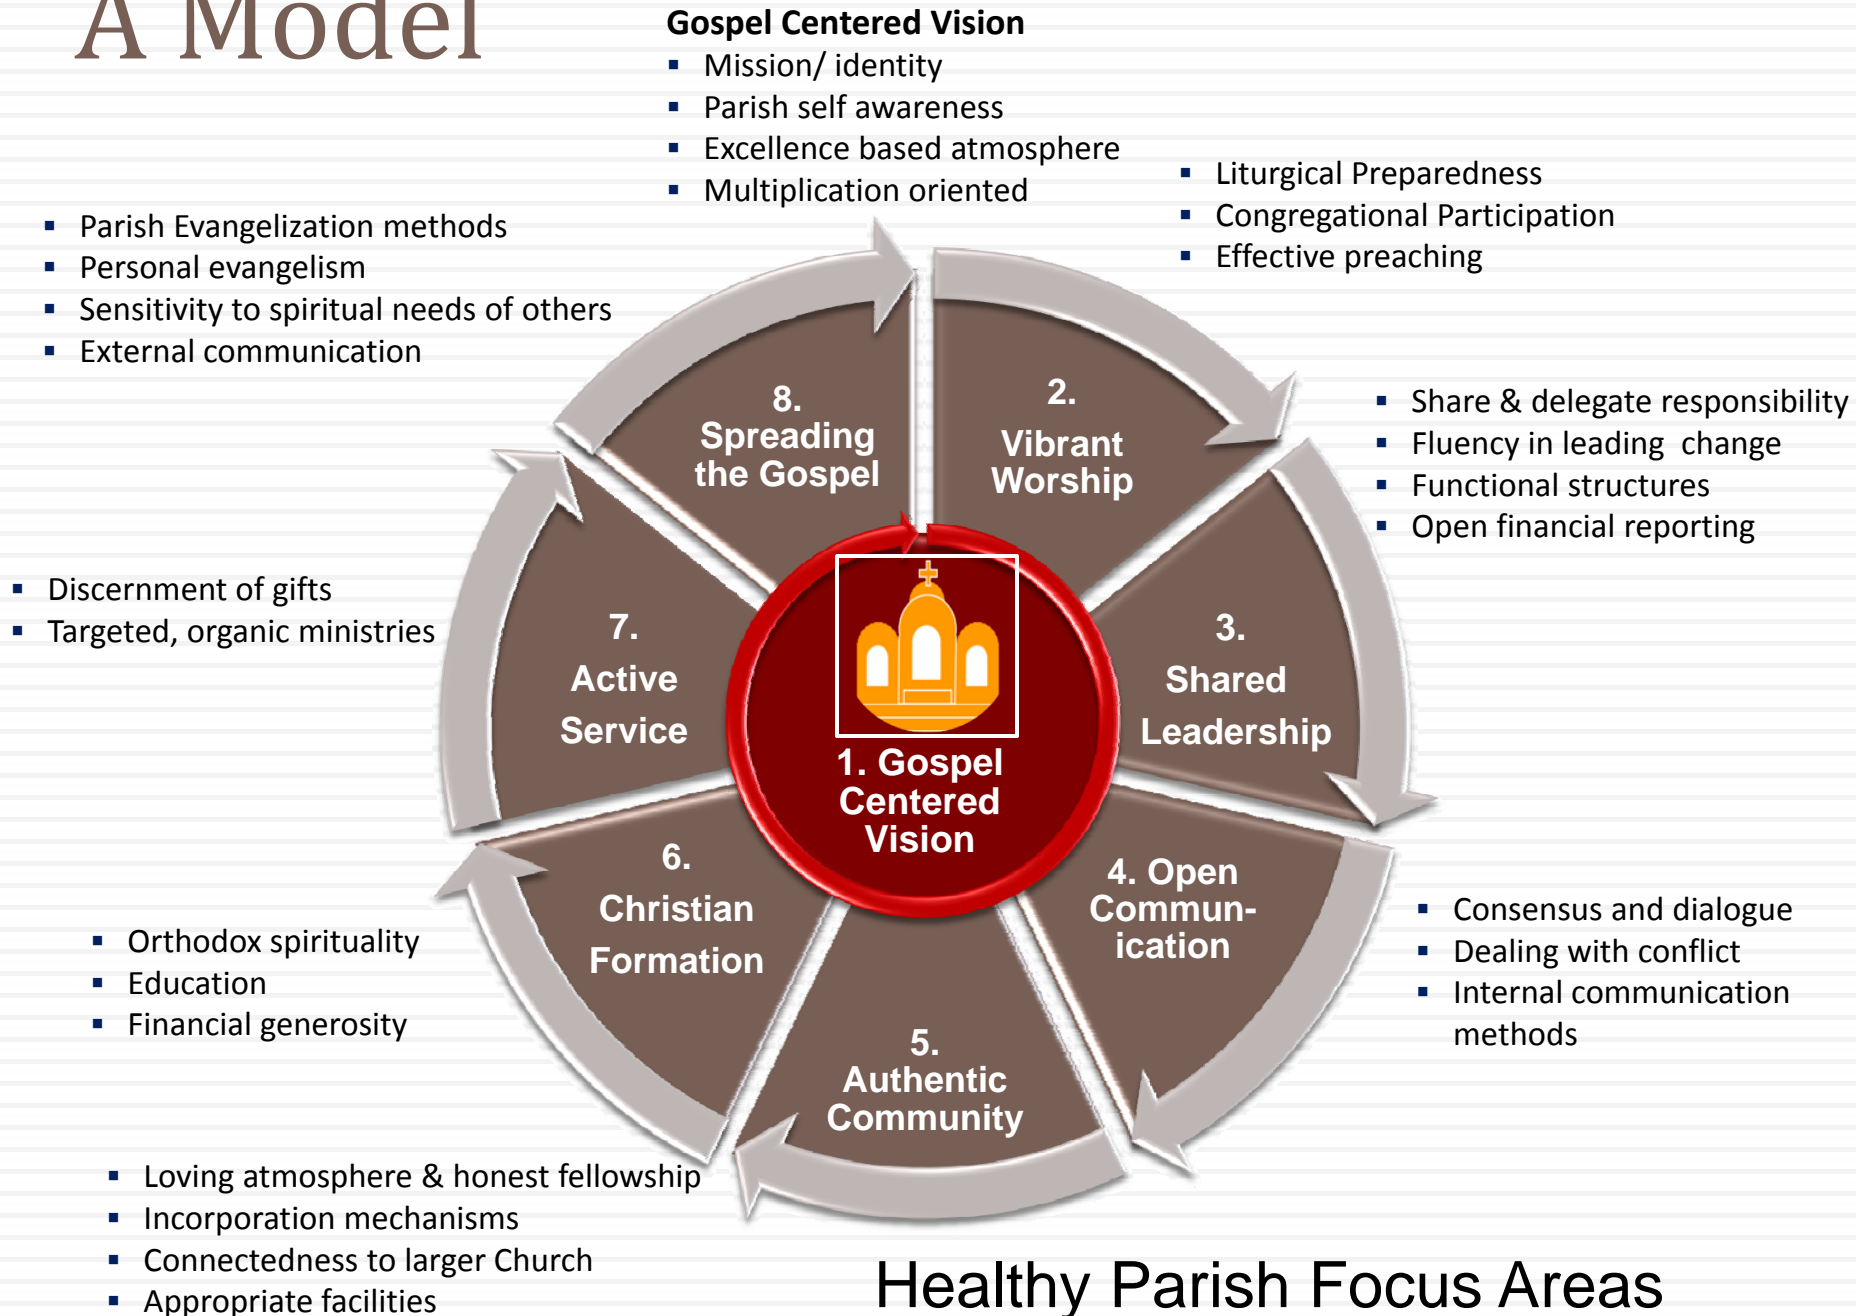 A Model
Gospel Centered Vision
▪ Mission/ identity
▪ Parish self awareness
▪ Excellence based atmosphere
▪ Multiplication oriented
▪ Liturgical Preparedness
▪ Congregational Participation
▪ Effective preaching
▪ Parish Evangelization methods
▪ Personal evangelism
▪ Sensitivity to spiritual needs of others
▪ External communication
8.
Spreading
the Gospel
2.
Vibrant
Worship
▪ Share & delegate responsibility
▪ Fluency in leading  change
▪ Functional structures
▪ Open financial reporting
▪ Discernment of gifts
▪ Targeted, organic ministries
7.
Active
Service
3.
Shared
Leadership
1. Gospel
Centered
Vision
6.
Christian
Formation
4. Open
Commun-
ication
▪ Consensus and dialogue
▪ Dealing with conflict
▪ Internal communication
methods
▪ Orthodox spirituality
▪ Education
▪ Financial generosity
5.
Authentic
Community
▪ Loving atmosphere & honest fellowship
▪ Incorporation mechanisms
▪ Connectedness to larger Church
▪ Appropriate facilities
Healthy Parish Focus Areas